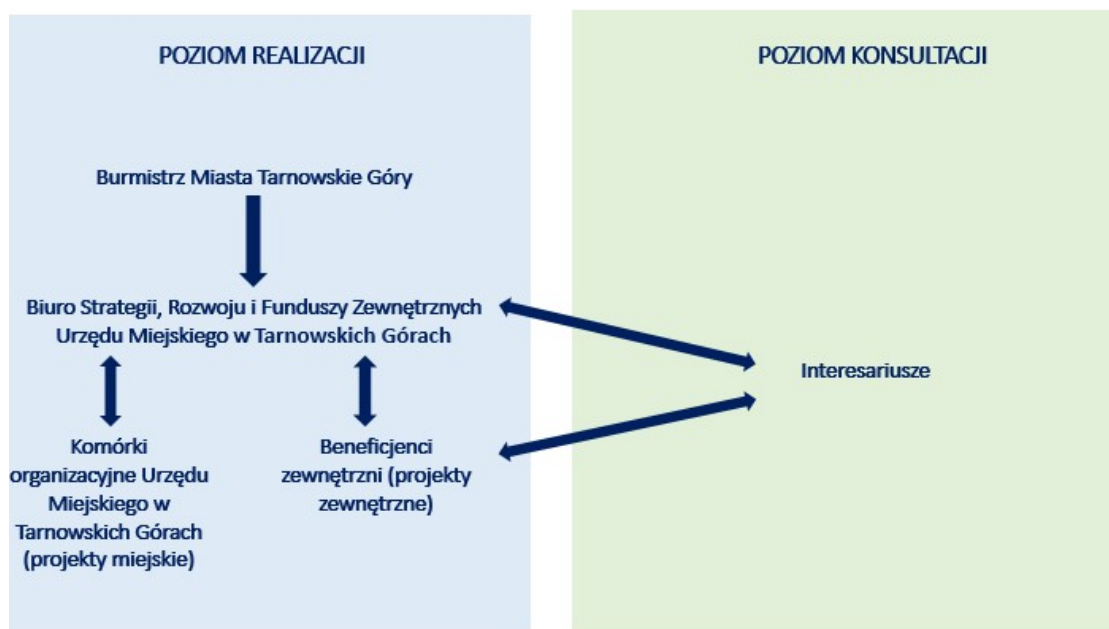 POZIOM REALIZACJI
POZIOM KONSULTACJI
Burmistrz Miasta Tarnowskie Góry
Biuro Strategii, Rozwoju i Funduszy Zewnętrznych
Urzędu Miejskiego w Tarnowskich Górach
Interesariusze
Komórki
organizacyjne Urzędu
Miejskiego w
Tarnowskich Górach
(projekty miejskie)
Beneficjenci
zewnętrzni (projekty
zewnętrzne)